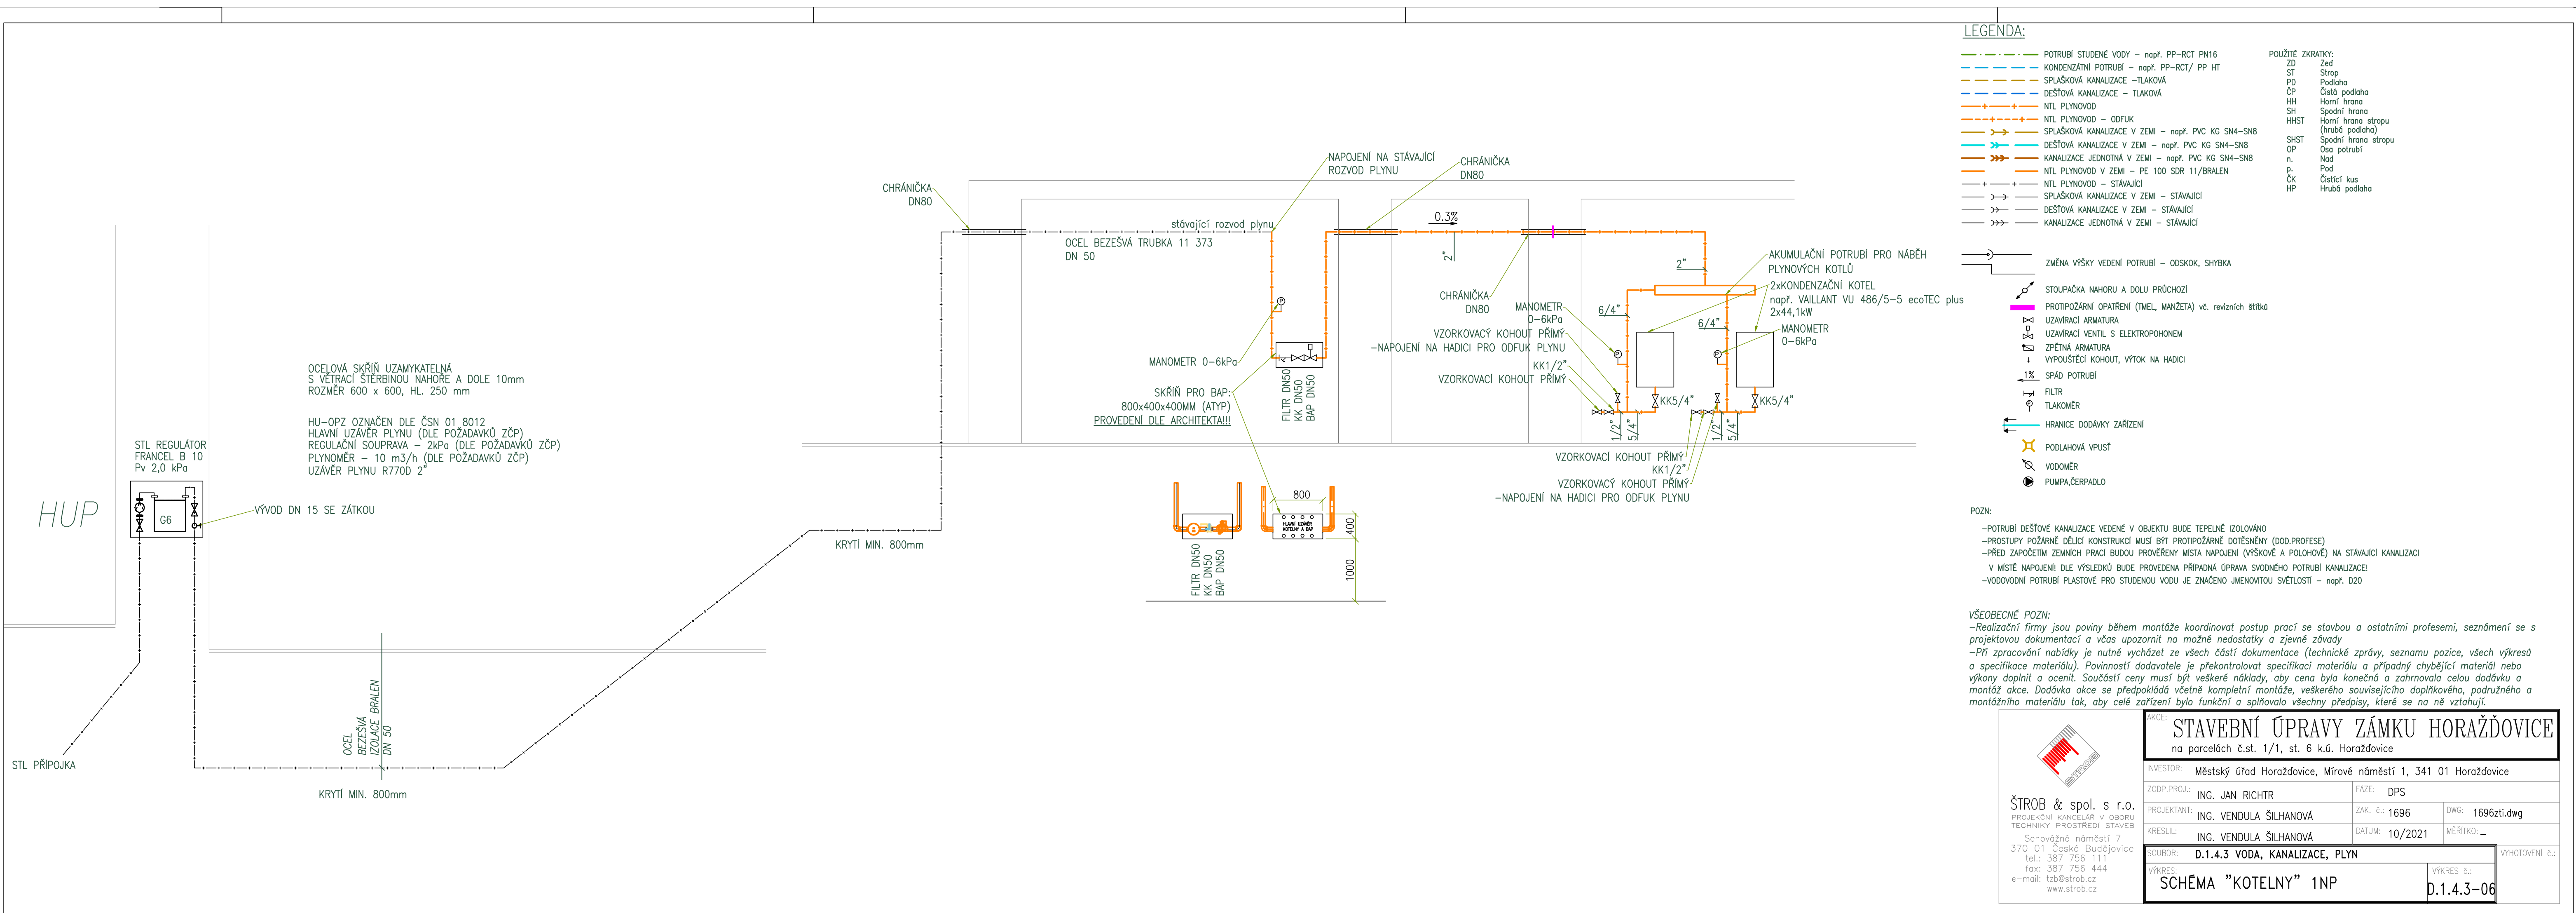 HUP
STL REGULÁTOR
FRANCEL B 10
Pv 2,0 kPa
G6
STL PŘÍPOJKA
OCELOVÁ SKŘÍŇ UZAMYKATELNÁ
S VĚTRACÍ ŠTĚRBINOU NAHOŘE A DOLE 10mm
ROZMĚR 600 x 600, HL. 250 mm
HU-OPZ OZNAČEN DLE ČSN 01 8012
HLAVNÍ UZÁVĚR PLYNU (DLE POŽADAVKŮ ZČP)
REGULAČNÍ SOUPRAVA - 2kPa (DLE POŽADAVKŮ ZČP)
PLYNOMĚR - 10 m3/h (DLE POŽADAVKŮ ZČP)
UZÁVĚR PLYNU R770D 2"
VÝVOD DN 15 SE ZÁTKOU
OCEL
BEZEŠVÁ
IZOLACE BRALEN
DN 50
KRYTÍ MIN. 800mm
KRYTÍ MIN. 800mm
CHRÁNIČKA
DN80
stávající rozvod plynu
OCEL BEZEŠVÁ TRUBKA 11 373
DN 50
NAPOJENÍ NA STÁVAJÍCÍ
ROZVOD PLYNU
CHRÁNIČKA
DN80
0.3%
2"
MANOMETR 0-6kPa
P
SKŘÍŇ PRO BAP:
800x400x400MM (ATYP)
PROVEDENÍ DLE ARCHITEKTA!!!
FILTR DN50
KK DN50
BAP DN50
FILTR DN50
KK DN50
BAP DN50
800
HLAVNÍ UZÁVĚR
KOTELNY A BAP
400
1000
CHRÁNIČKA
DN80
2"
AKUMULAČNÍ POTRUBÍ PRO NÁBĚH
PLYNOVÝCH KOTLŮ
2xKONDENZAČNÍ KOTEL
např. VAILLANT VU 486/5-5 ecoTEC plus
2x44,1kW
MANOMETR
0-6kPa
6/4"
6/4"
MANOMETR
0-6kPa
P
P
VZORKOVACÝ KOHOUT PŘÍMÝ
-NAPOJENÍ NA HADICI PRO ODFUK PLYNU
KK1/2"
VZORKOVACÍ KOHOUT PŘÍMÝ
KK5/4"
KK5/4"
1/2"
5/4"
1/2"
5/4"
VZORKOVACÍ KOHOUT PŘÍMÝ
KK1/2"
VZORKOVACÝ KOHOUT PŘÍMÝ
-NAPOJENÍ NA HADICI PRO ODFUK PLYNU
LEGENDA:
POTRUBÍ STUDENÉ VODY - např. PP-RCT PN16
KONDENZÁTNÍ POTRUBÍ - např. PP-RCT/ PP HT
SPLAŠKOVÁ KANALIZACE -TLAKOVÁ
DEŠŤOVÁ KANALIZACE - TLAKOVÁ
NTL PLYNOVOD
NTL PLYNOVOD - ODFUK
SPLAŠKOVÁ KANALIZACE V ZEMI - např. PVC KG SN4-SN8
DEŠŤOVÁ KANALIZACE V ZEMI - např. PVC KG SN4-SN8
KANALIZACE JEDNOTNÁ V ZEMI - např. PVC KG SN4-SN8
NTL PLYNOVOD V ZEMI - PE 100 SDR 11/BRALEN
NTL PLYNOVOD - STÁVAJÍCÍ
SPLAŠKOVÁ KANALIZACE V ZEMI - STÁVAJÍCÍ
DEŠŤOVÁ KANALIZACE V ZEMI - STÁVAJÍCÍ
KANALIZACE JEDNOTNÁ V ZEMI - STÁVAJÍCÍ
ZMĚNA VÝŠKY VEDENÍ POTRUBÍ - ODSKOK, SHYBKA
STOUPAČKA NAHORU A DOLU PRŮCHOZÍ
PROTIPOŽÁRNÍ OPATŘENÍ (TMEL, MANŽETA) vč. revizních štítků
UZAVÍRACÍ ARMATURA
UZAVÍRACÍ VENTIL S ELEKTROPOHONEM
ZPĚTNÁ ARMATURA
VYPOUŠTĚCÍ KOHOUT, VÝTOK NA HADICI
1% SPÁD POTRUBÍ
FILTR
P TLAKOMĚR
HRANICE DODÁVKY ZAŘÍZENÍ
PODLAHOVÁ VPUSŤ
VODOMĚR
PUMPA,ČERPADLO
POUŽITÉ ZKRATKY:
ZD Zeď
ST Strop
PD Podlaha
ČP Čistá podlaha
HH Horní hrana
SH Spodní hrana
HHST Horní hrana stropu
(hrubá podlaha)
SHST Spodní hrana stropu
OP Osa potrubí
n. Nad
p. Pod
ČK Čistící kus
HP Hrubá podlaha
POZN:
-POTRUBÍ DEŠŤOVÉ KANALIZACE VEDENÉ V OBJEKTU BUDE TEPELNĚ IZOLOVÁNO
-PROSTUPY POŽÁRNĚ DĚLÍCÍ KONSTRUKCÍ MUSÍ BÝT PROTIPOŽÁRNĚ DOTĚSNĚNY (DOD.PROFESE)
-PŘED ZAPOČETÍM ZEMNÍCH PRACÍ BUDOU PROVĚŘENY MÍSTA NAPOJENÍ (VÝŠKOVĚ A POLOHOVĚ) NA STÁVAJÍCÍ KANALIZACI
V MÍSTĚ NAPOJENÍ! DLE VÝSLEDKŮ BUDE PROVEDENA PŘÍPADNÁ ÚPRAVA SVODNÉHO POTRUBÍ KANALIZACE!
-VODOVODNÍ POTRUBÍ PLASTOVÉ PRO STUDENOU VODU JE ZNAČENO JMENOVITOU SVĚTLOSTÍ - např. D20
VŠEOBECNÉ POZN:
-Realizační firmy jsou poviny během montáže koordinovat postup prací se stavbou a ostatními profesemi, seznámení se s
projektovou dokumentací a včas upozornit na možné nedostatky a zjevné závady
-Při zpracování nabídky je nutné vycházet ze všech částí dokumentace (technické zprávy, seznamu pozice, všech výkresů
a specifikace materiálu). Povinností dodavatele je překontrolovat specifikaci materiálu a případný chybějící materiál nebo
výkony doplnit a ocenit. Součástí ceny musí být veškeré náklady, aby cena byla konečná a zahrnovala celou dodávku a
montáž akce. Dodávka akce se předpokládá včetně kompletní montáže, veškerého souvisejícího doplňkového, podružného a
montážního materiálu tak, aby celé zařízení bylo funkční a splňovalo všechny předpisy, které se na ně vztahují.
STROB
ŠTROB & spol. s r.o.
PROJEKČNÍ KANCELÁŘ V OBORU
TECHNIKY PROSTŘEDÍ STAVEB
Senovážné náměstí 7
370 01 České Budějovice
tel.: 387 756 111
fax: 387 756 444
e-mail: tzb@strob.cz
www.strob.cz
AKCE: STAVEBNÍ ÚPRAVY ZÁMKU HORAŽĎOVICE
na parcelách č.st. 1/1, st. 6 k.ú. Horažďovice
INVESTOR: Městský úřad Horažďovice, Mírové náměstí 1, 341 01 Horažďovice
ZODP.PROJ.: ING. JAN RICHTR FÁZE: DPS
PROJEKTANT: ING. VENDULA ŠILHANOVÁ ZAK. č.: 1696 DWG: 1696zti.dwg
KRESLIL: ING. VENDULA ŠILHANOVÁ DATUM: 10/2021 MĚŘÍTKO: –
SOUBOR: D.1.4.3 VODA, KANALIZACE, PLYN VYHOTOVENÍ č.:
VÝKRES: SCHÉMA "KOTELNY" 1NP VÝKRES č.: D.1.4.3-06